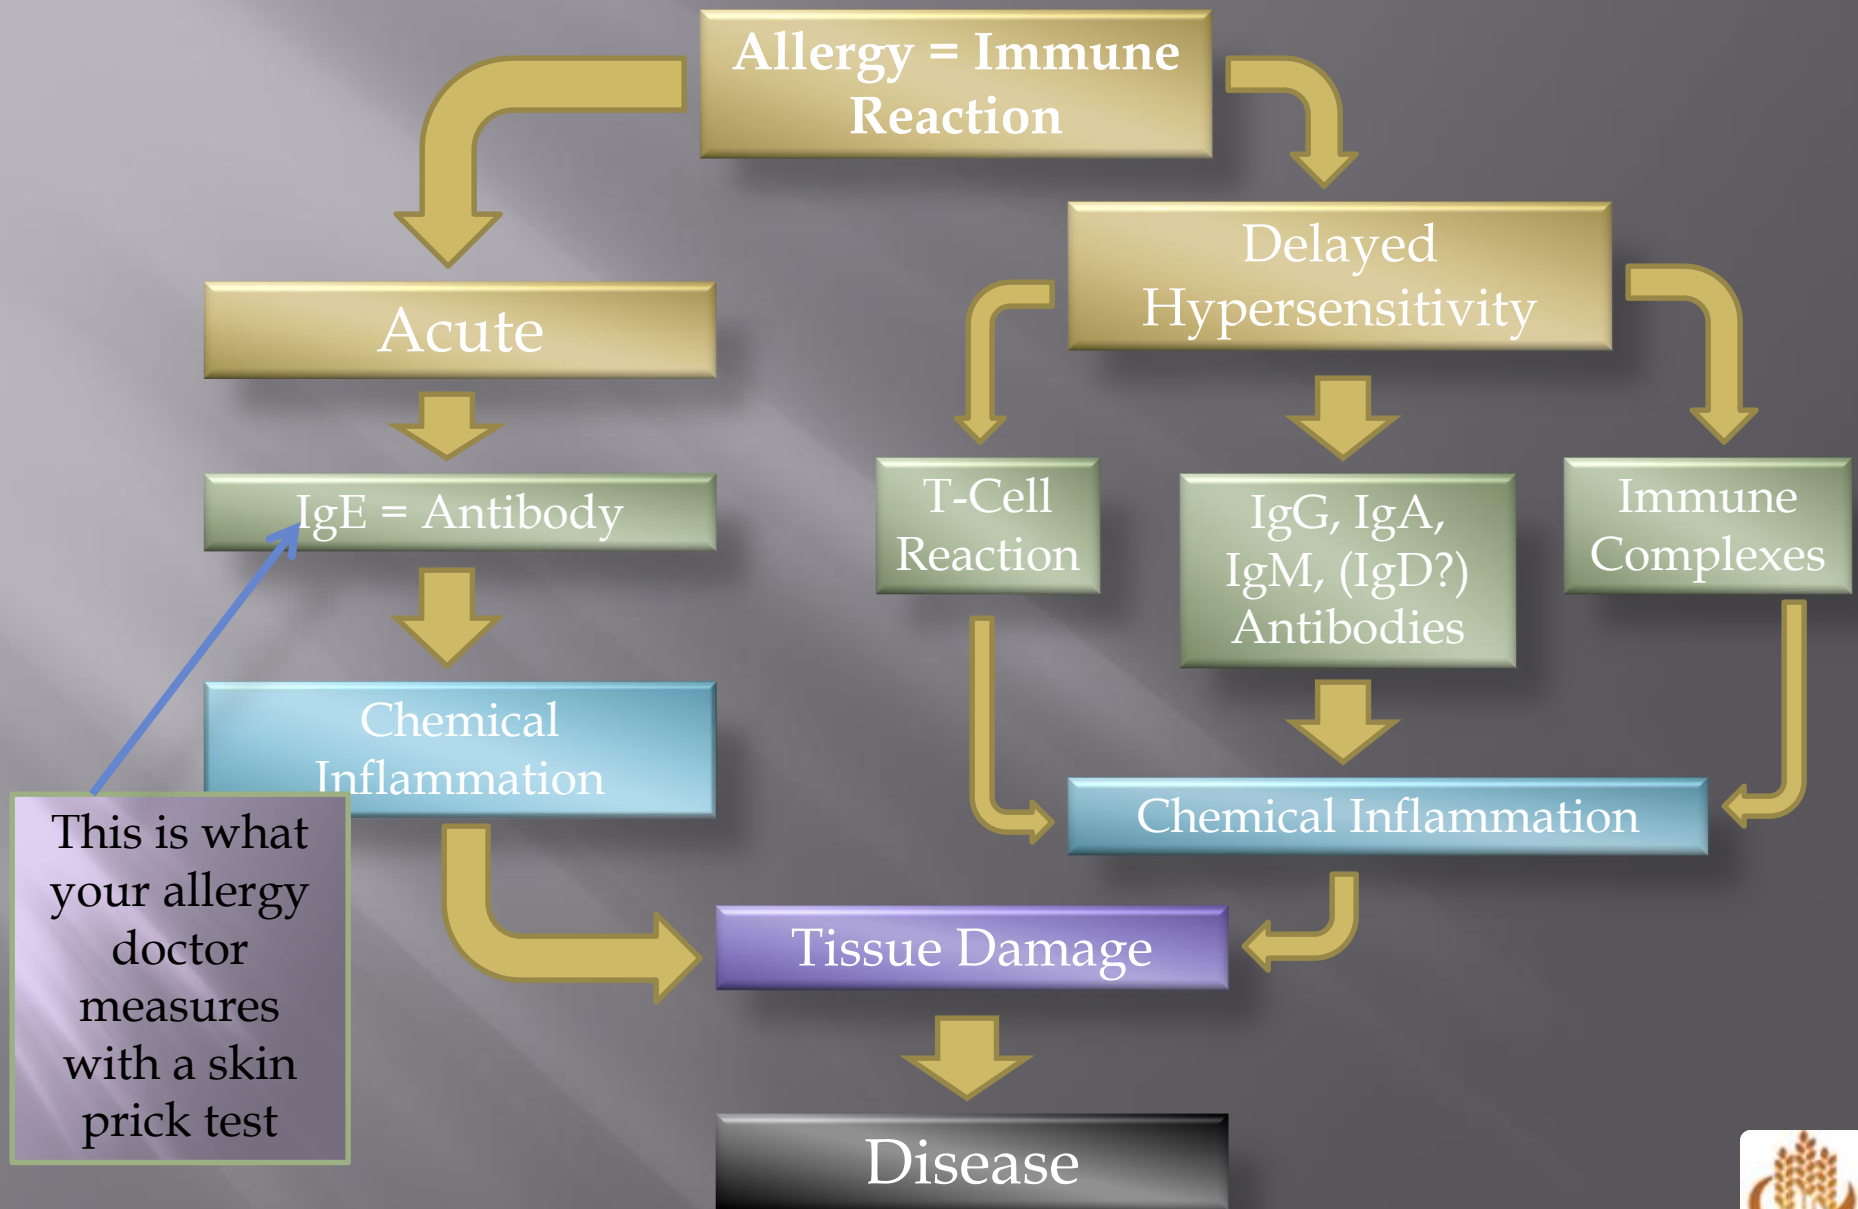 Allergy = Immune
Reaction
Acute
Delayed
Hypersensitivity
IgE = Antibody
T-Cell
Reaction
IgG, IgA,
IgM, (IgD?)
Antibodies
Immune
Complexes
Chemical
Inflammation
Chemical Inflammation
This is what
your allergy
doctor
measures
with a skin
prick test
Tissue Damage
Disease